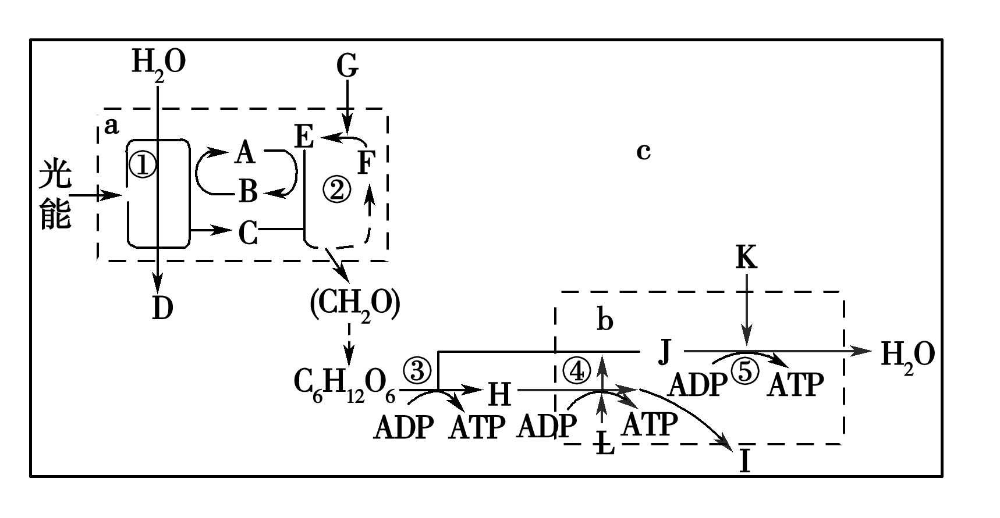 H₂O
G
a
E
①
A
F
c
光能
B
②
C
K
D
(CH₂O)
b
C₆H₁₂O₆
③
H
④
J
⑤
H₂O
ADP
ATP
ADP
ATP
ADP
ATP
L
I